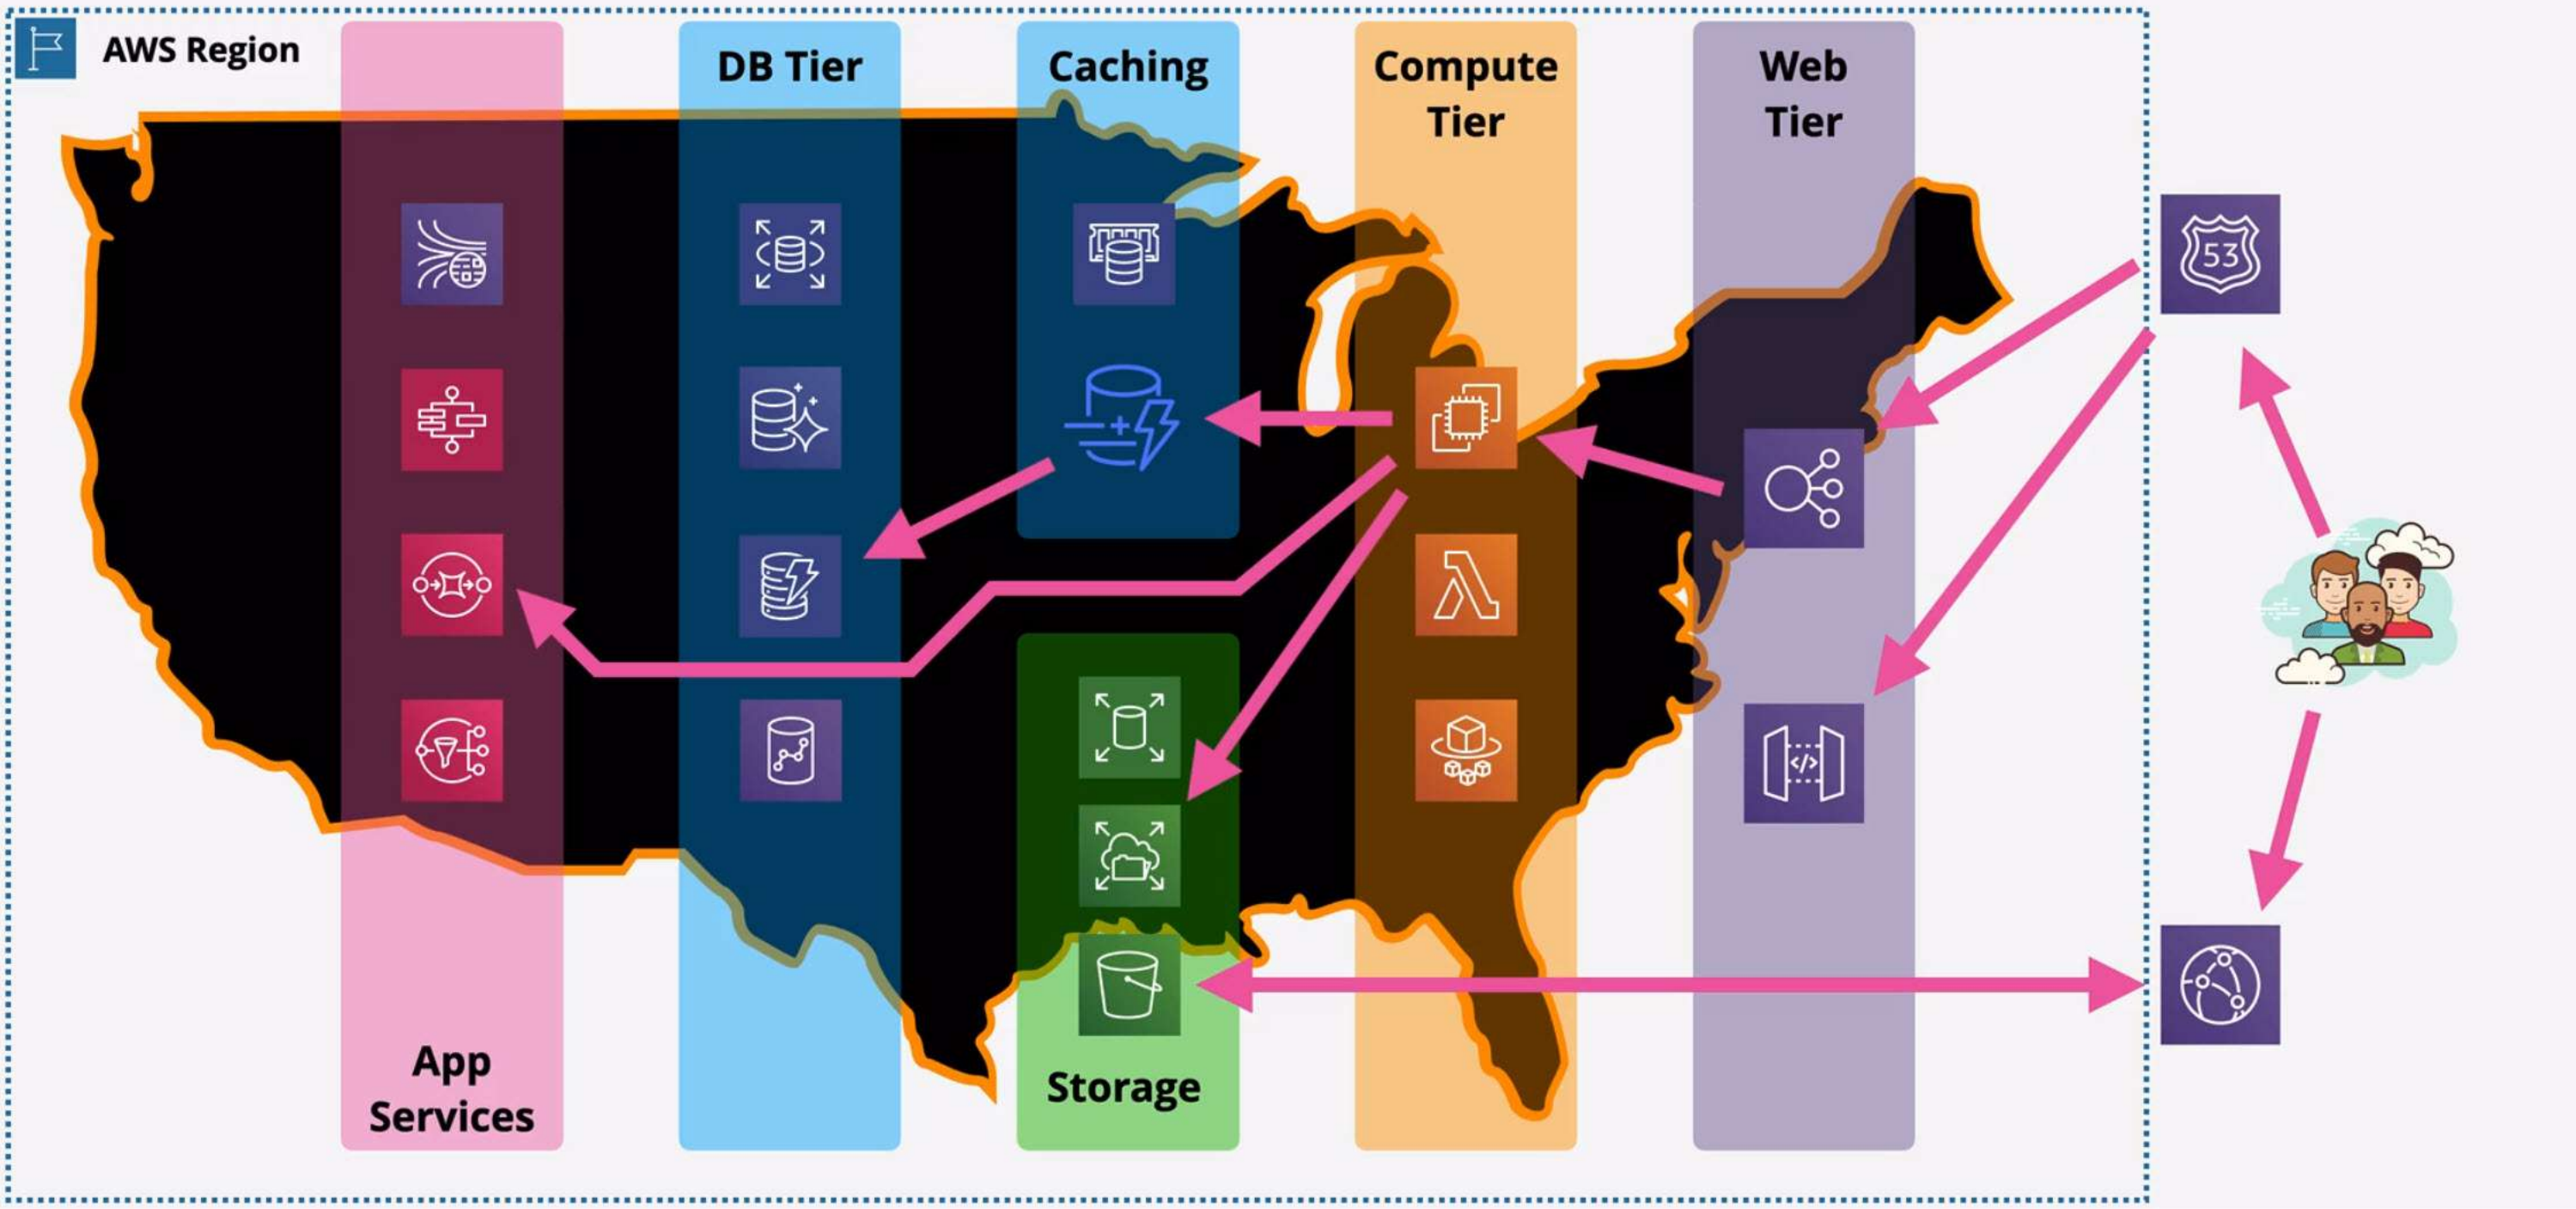 AWS Region
DB Tier
Caching
Compute
Tier
Web
Tier
53
</>
App
Services
Storage